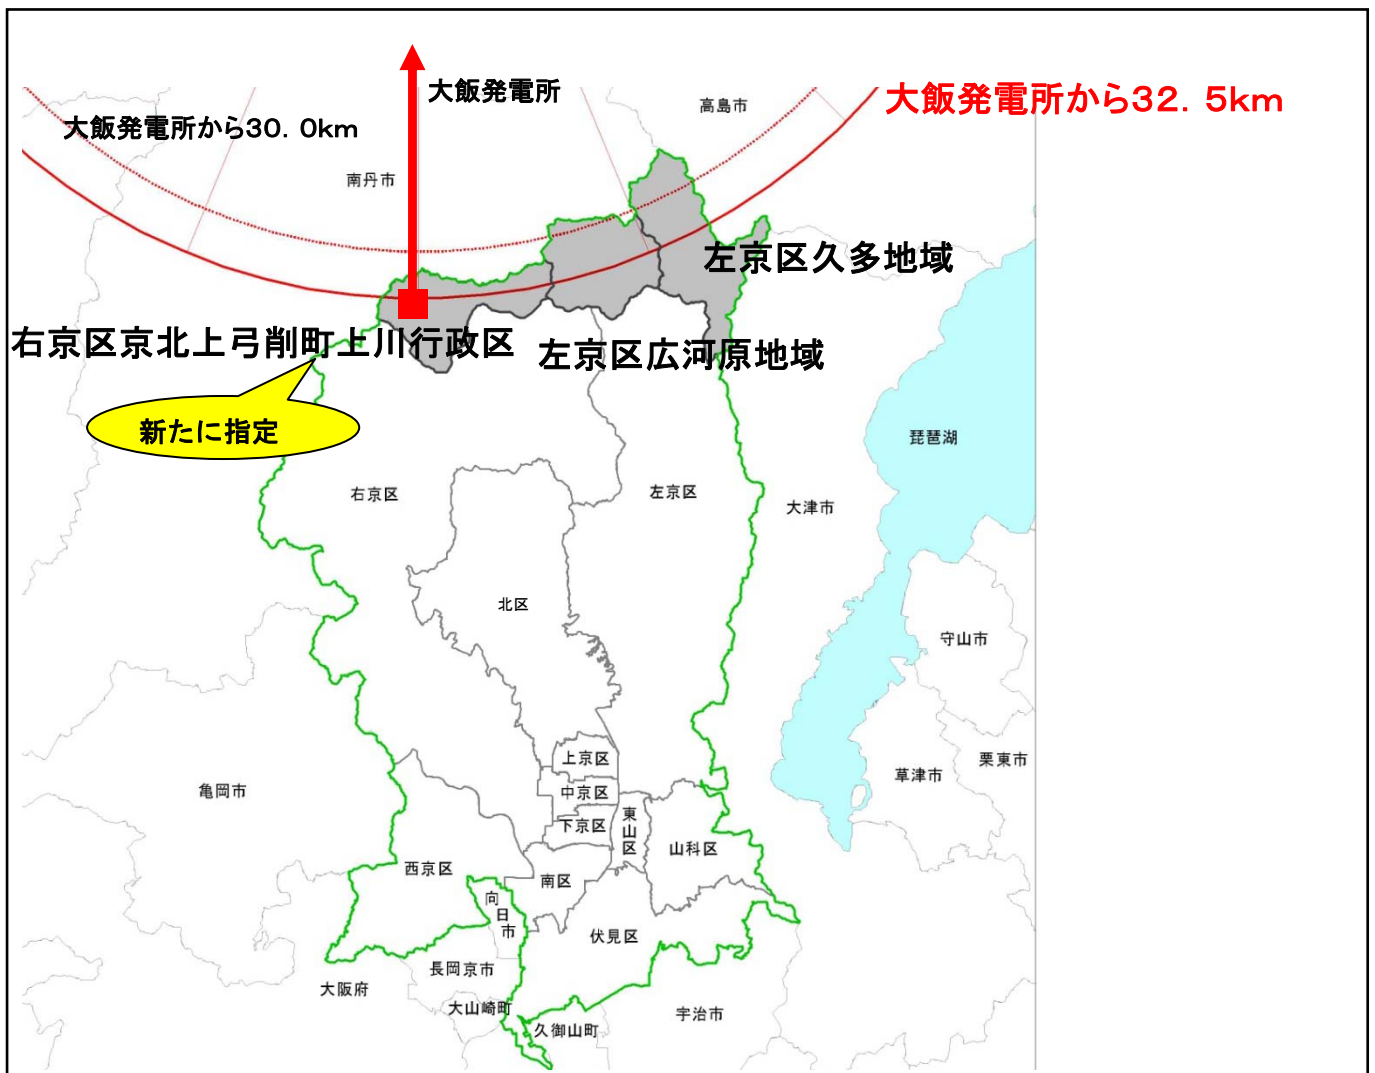 大飯発電所
大飯発電所から32．5km
高島市
大飯発電所から30．0km
南丹市
左京区久多地域
右京区京北上弓削町上川行政区
左京区広河原地域
新たに指定
琵琶湖
右京区
左京区
大津市
北区
守山市
上京区
栗東市
草津市
亀岡市
中京区
東山区
下京区
山科区
西京区
南区
向日市
伏見区
長岡京市
大阪府
大山崎町
宇治市
久御山町